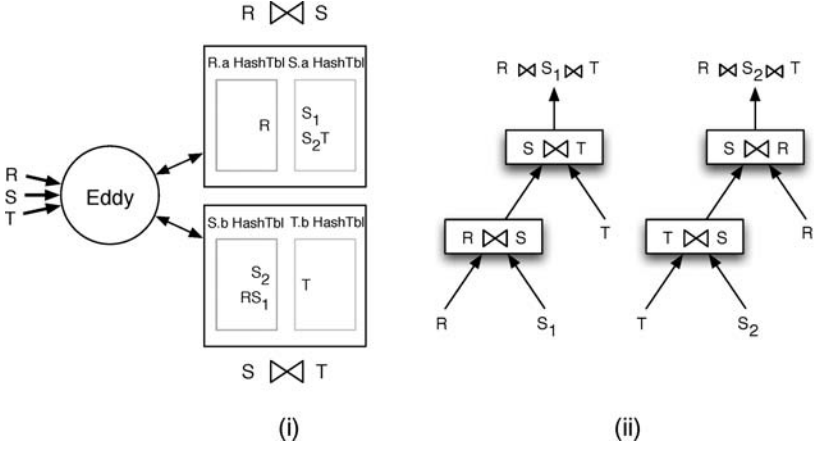 R ⋈ S
R.a HashTbl S.a HashTbl
R
S₁
S₂T
R
S
T
Eddy
S.b HashTbl T.b HashTbl
S₂
RS₁
T
S ⋈ T
(i)
R ⋈ S₁ ⋈ T
R ⋈ S₂ ⋈ T
S ⋈ T
S ⋈ R
T
R
R ⋈ S
T ⋈ S
R
S₁
T
S₂
(ii)